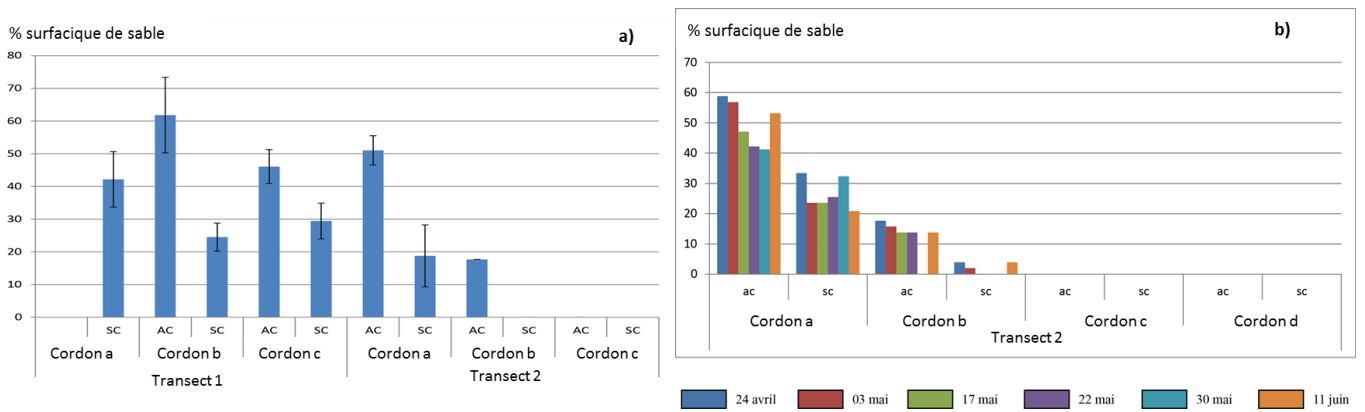 % surfacique de sable
a)
80
70
60
50
40
30
20
10
0
SC AC SC AC SC AC SC AC SC AC SC
Cordon a Cordon b Cordon c Cordon a Cordon b Cordon c
Transect 1 Transect 2
% surfacique de sable
b)
70
60
50
40
30
20
10
0
ac sc ac sc ac sc ac sc
Cordon a Cordon b Cordon c Cordon d
Transect 2
24 avril 03 mai 17 mai 22 mai 30 mai 11 juin